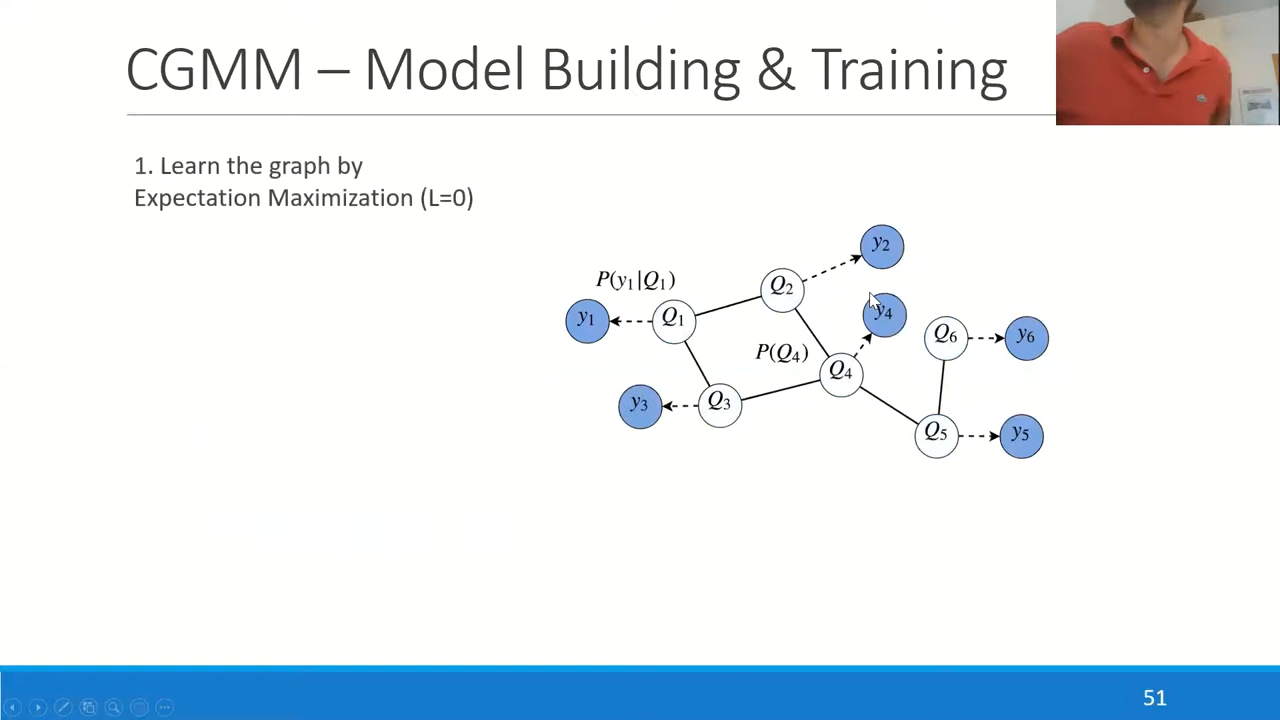 CGMM – Model Building & Training
1. Learn the graph by
Expectation Maximization (L=0)
y2
P(y1|Q1)
Q2
y1
Q1
y4
P(Q4)
Q6
y6
Q4
y3
Q3
Q5
y5
51